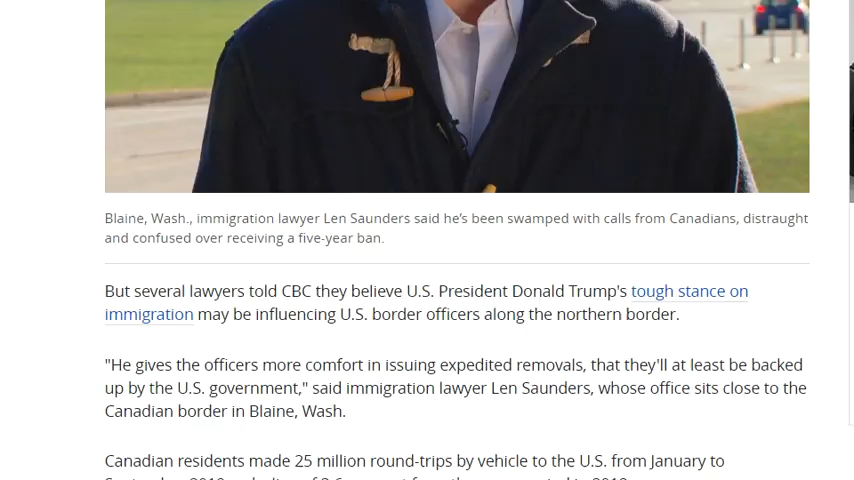 Blaine, Wash., immigration lawyer Len Saunders said he's been swamped with calls from Canadians, distraught
and confused over receiving a five-year ban.
But several lawyers told CBC they believe U.S. President Donald Trump's tough stance on
immigration may be influencing U.S. border officers along the northern border.
"He gives the officers more comfort in issuing expedited removals, that they'll at least be backed
up by the U.S. government," said immigration lawyer Len Saunders, whose office sits close to the
Canadian border in Blaine, Wash.
Canadian residents made 25 million round-trips by vehicle to the U.S. from January to